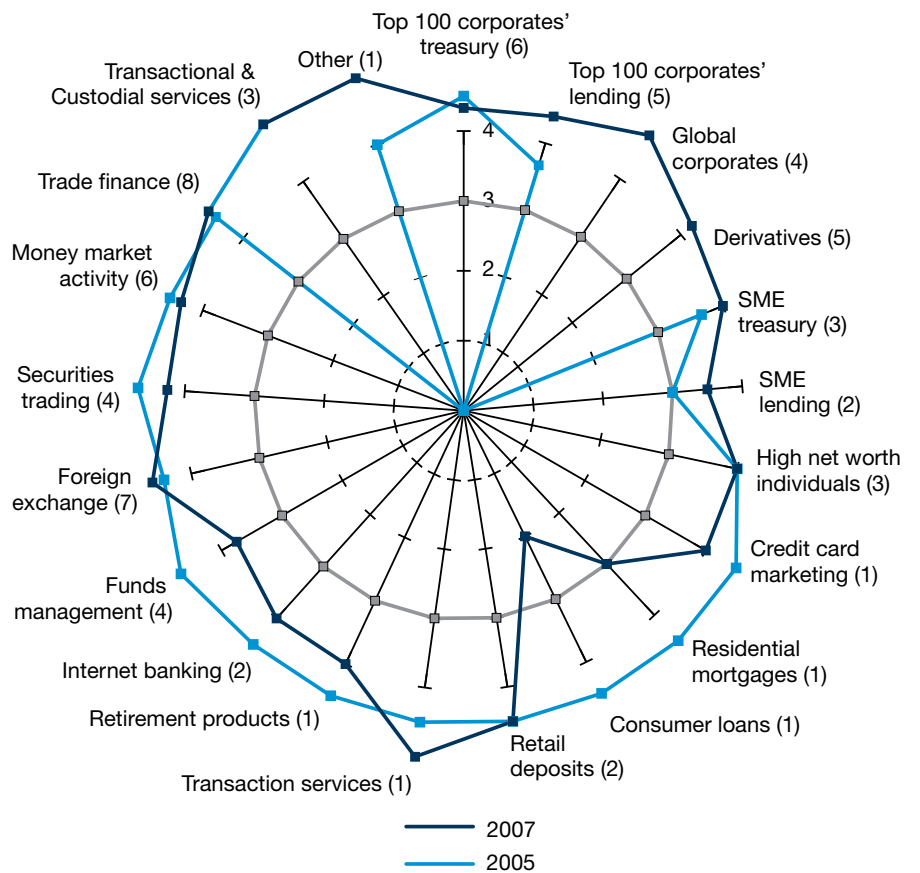 Top 100 corporates’
treasury (6)
Top 100 corporates’
lending (5)
Global
corporates (4)
Derivatives (5)
SME
treasury (3)
SME
lending (2)
High net worth
individuals (3)
Credit card
marketing (1)
Residential
mortgages (1)
Consumer loans (1)
Retail
deposits (2)
Transaction services (1)
Retirement products (1)
Internet banking (2)
Funds
management (4)
Foreign
exchange (7)
Securities
trading (4)
Money market
activity (6)
Trade finance (8)
Transactional &
Custodial services (3)
Other (1)
4
3
2
1
2007
2005